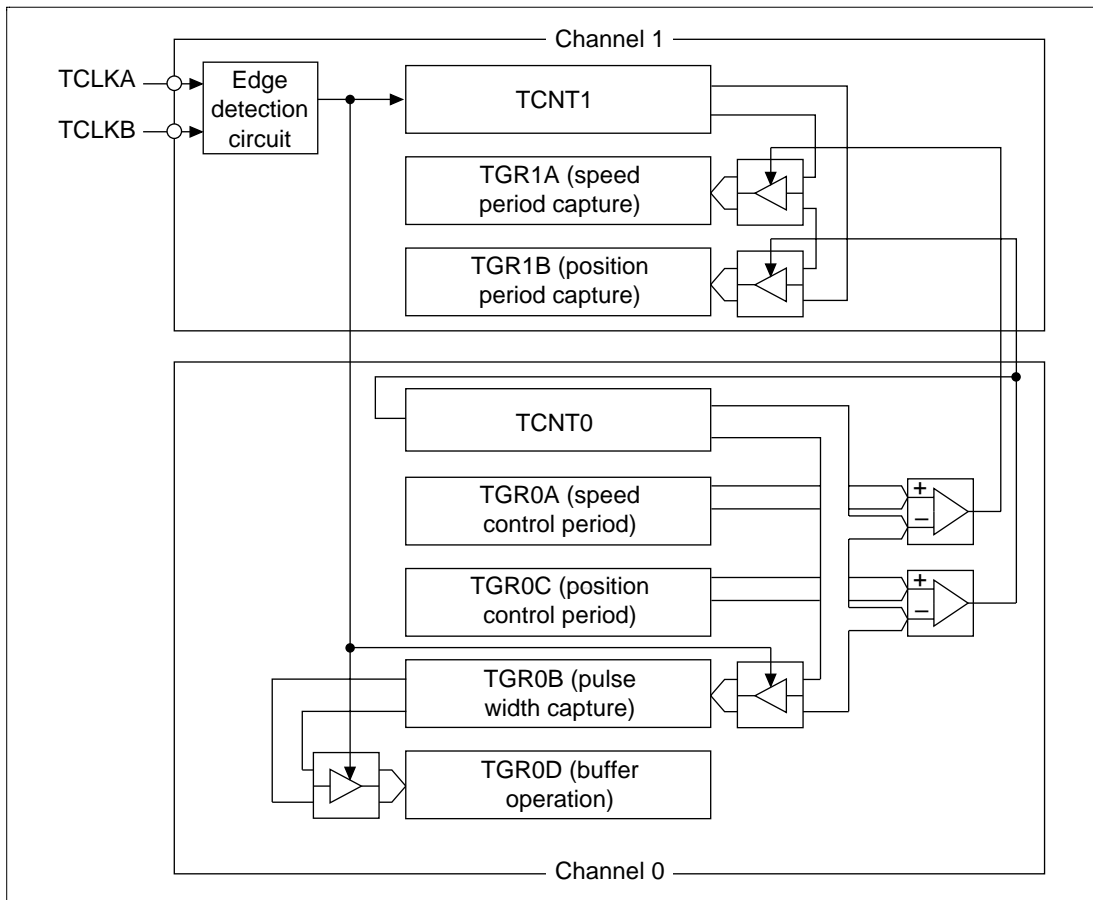 Channel 1
TCLKA
TCLKB
Edge
detection
circuit
TCNT1
TGR1A (speed
period capture)
TGR1B (position
period capture)
TCNT0
TGR0A (speed
control period)
+
−
TGR0C (position
control period)
+
−
TGR0B (pulse
width capture)
TGR0D (buffer
operation)
Channel 0